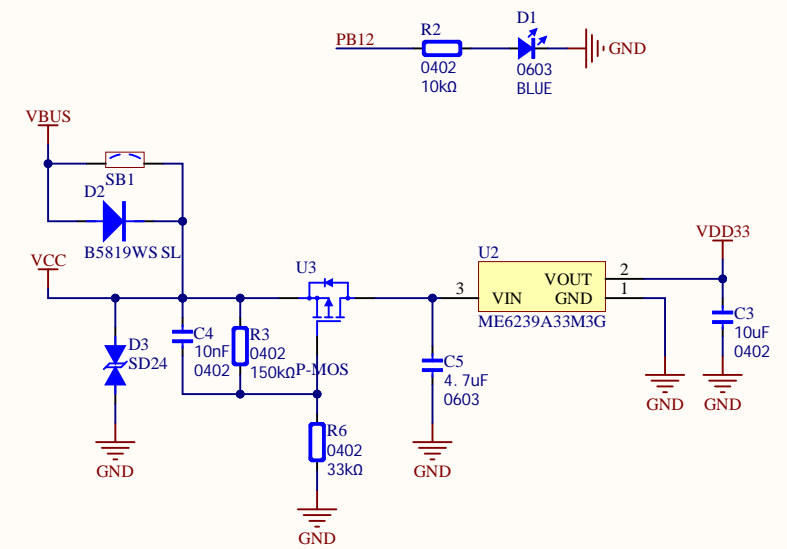 D1
R2
PB12
GND
0402
0603
10kΩ
BLUE
VBUS
SB1
D2
B5819WS SL
VCC
VDD33
U3
U2
2
VOUT
3
VIN
GND
1
ME6239A33M3G
C3
10uF
0402
D3
SD24
C4
10nF
0402
R3
0402
150kΩ
P-MOS
C5
4.7uF
0603
R6
0402
33kΩ
GND
GND
GND
GND
GND